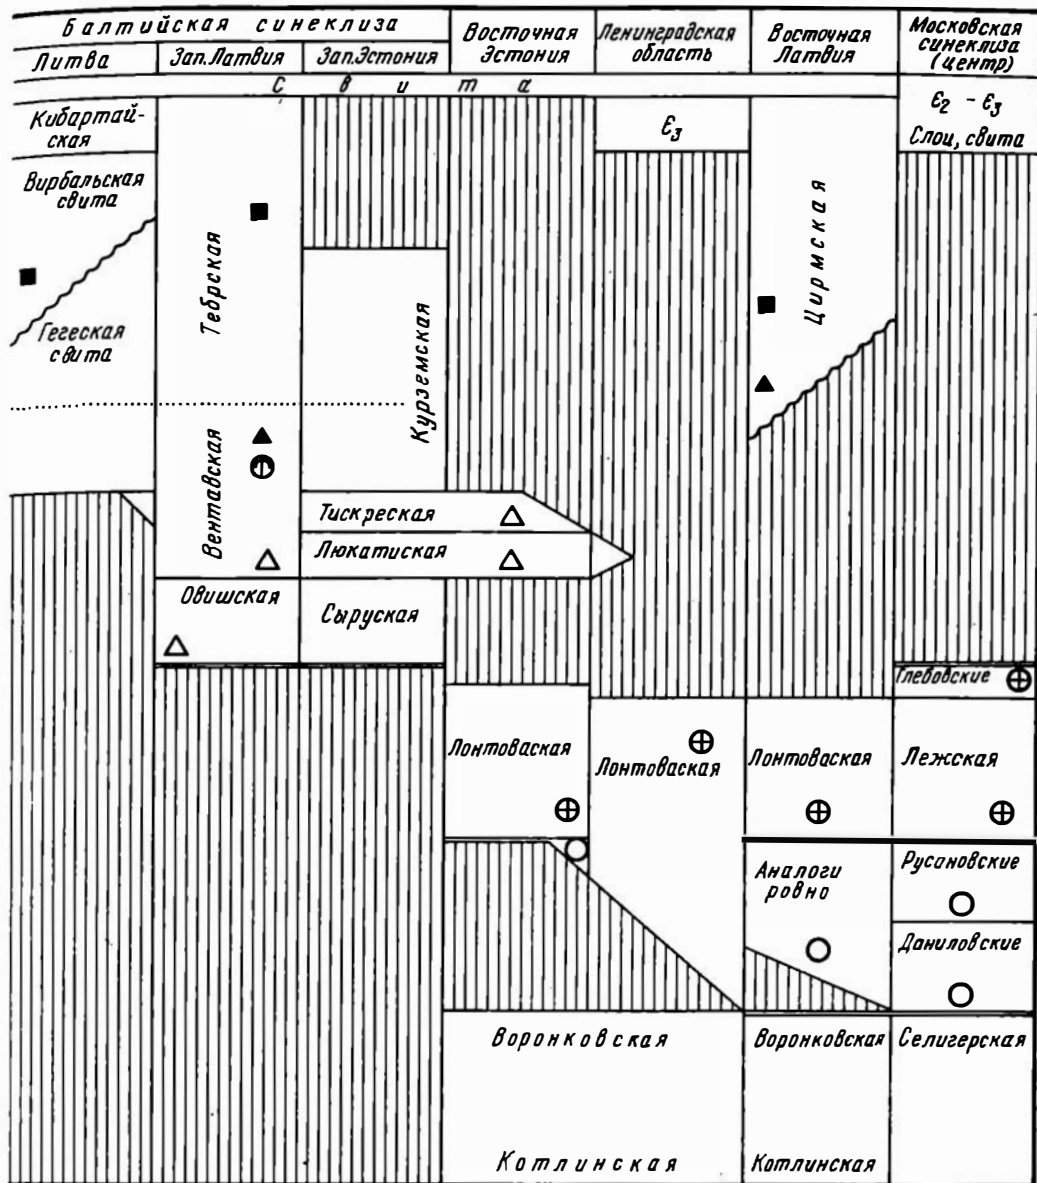 Балтийская синеклиза
Литва
Зап.Латвия
Зап.Эстония
Восточная
Эстония
Ленинградская
область
Восточная
Латвия
Московская
синеклиза
(центр)
Свита
Кибартай-
ская
Вирбальская
свита
Гегеская
свита
Тебрская
Вентавская
Овишская
Курземская
Тискреская
Люкатиская
Сыруская
Є3
Цирмская
Є2 - Є3
Слои, свита
Глебовские
Лонтоваская
Лонтоваская
Лонтоваская
Лежская
Аналоги
ровно
Русановские
Даниловские
Воронковская
Воронковская
Селигерская
Котлинская
Котлинская